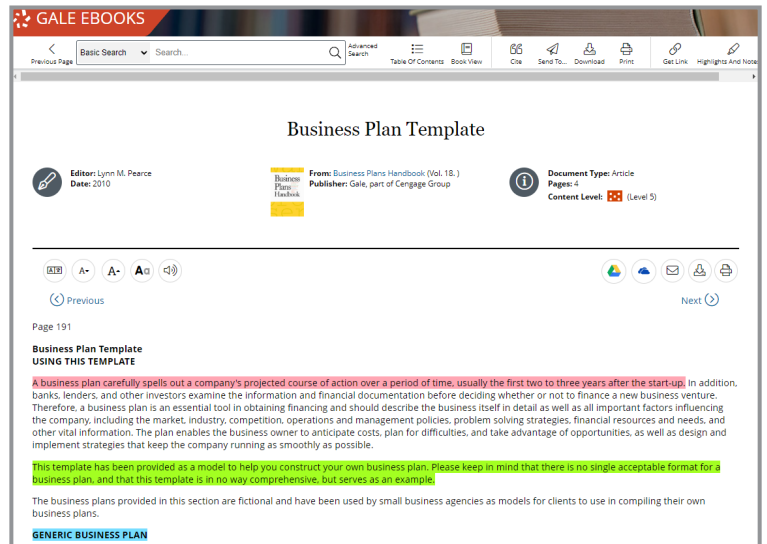 GALE EBOOKS
Previous Page
Basic Search
Search...
Advanced
Search
Table Of Contents
Book View
Cite
Send To...
Download
Print
Get Link
Highlights And Note
Business Plan Template
Editor: Lynn M. Pearce
Date: 2010
Business
Plans
Handbook
From: Business Plans Handbook (Vol. 18. )
Publisher: Gale, part of Cengage Group
Document Type: Article
Pages: 4
Content Level: (Level 5)
A
A
Aa
Previous
Next
Page 191
Business Plan Template
USING THIS TEMPLATE
A business plan carefully spells out a company's projected course of action over a period of time, usually the first two to three years after the start-up. In addition,
banks, lenders, and other investors examine the information and financial documentation before deciding whether or not to finance a new business venture.
Therefore, a business plan is an essential tool in obtaining financing and should describe the business itself in detail as well as all important factors influencing
the company, including the market, industry, competition, operations and management policies, problem solving strategies, financial resources and needs, and
other vital information. The plan enables the business owner to anticipate costs, plan for difficulties, and take advantage of opportunities, as well as design and
implement strategies that keep the company running as smoothly as possible.
This template has been provided as a model to help you construct your own business plan. Please keep in mind that there is no single acceptable format for a
business plan, and that this template is in no way comprehensive, but serves as an example.
The business plans provided in this section are fictional and have been used by small business agencies as models for clients to use in compiling their own
business plans.
GENERIC BUSINESS PLAN